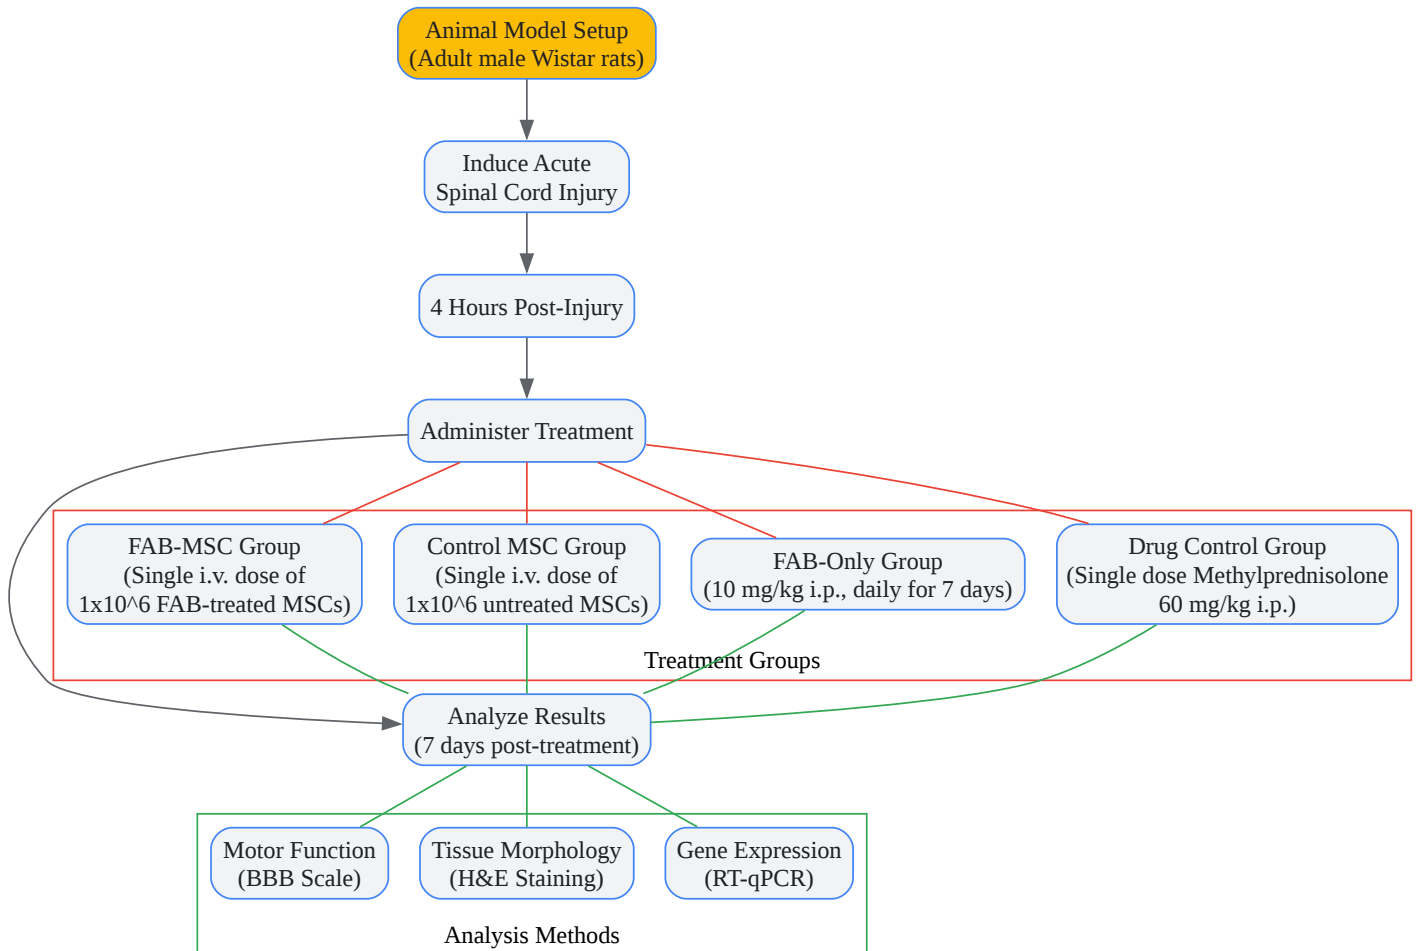 Animal Model Setup
(Adult male Wistar rats)
Induce Acute
Spinal Cord Injury
4 Hours Post-Injury
Administer Treatment
FAB-MSC Group
(Single i.v. dose of
1x10^6 FAB-treated MSCs)
Control MSC Group
(Single i.v. dose of
1x10^6 untreated MSCs)
FAB-Only Group
(10 mg/kg i.p., daily for 7 days)
Drug Control Group
(Single dose Methylprednisolone
60 mg/kg i.p.)
Treatment Groups
Analyze Results
(7 days post-treatment)
Motor Function
(BBB Scale)
Tissue Morphology
(H&E Staining)
Gene Expression
(RT-qPCR)
Analysis Methods